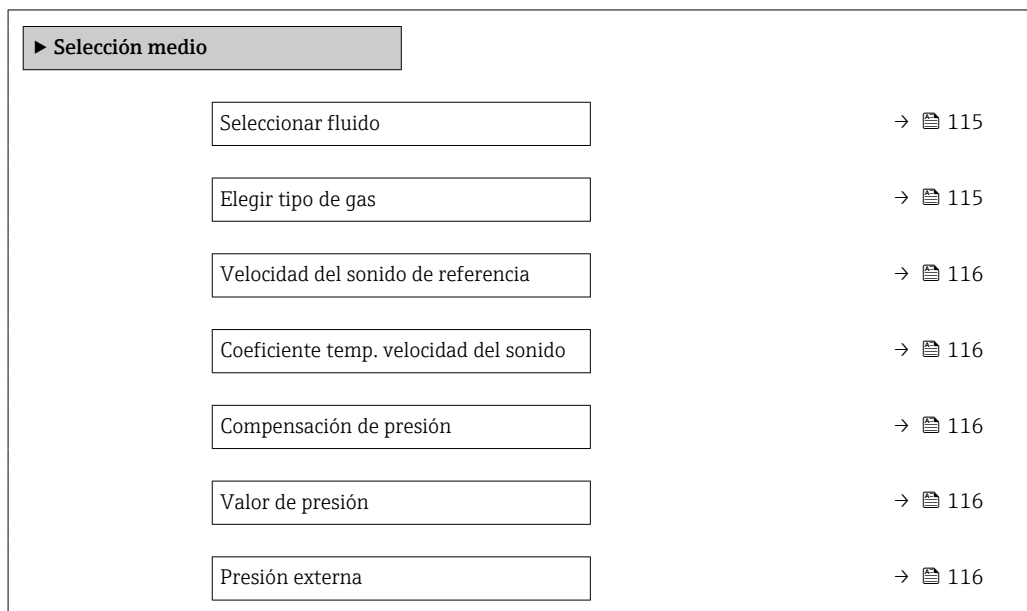 ▶ Selección medio
Seleccionar fluido → 115
Elegir tipo de gas → 115
Velocidad del sonido de referencia → 116
Coeficiente temp. velocidad del sonido → 116
Compensación de presión → 116
Valor de presión → 116
Presión externa → 116